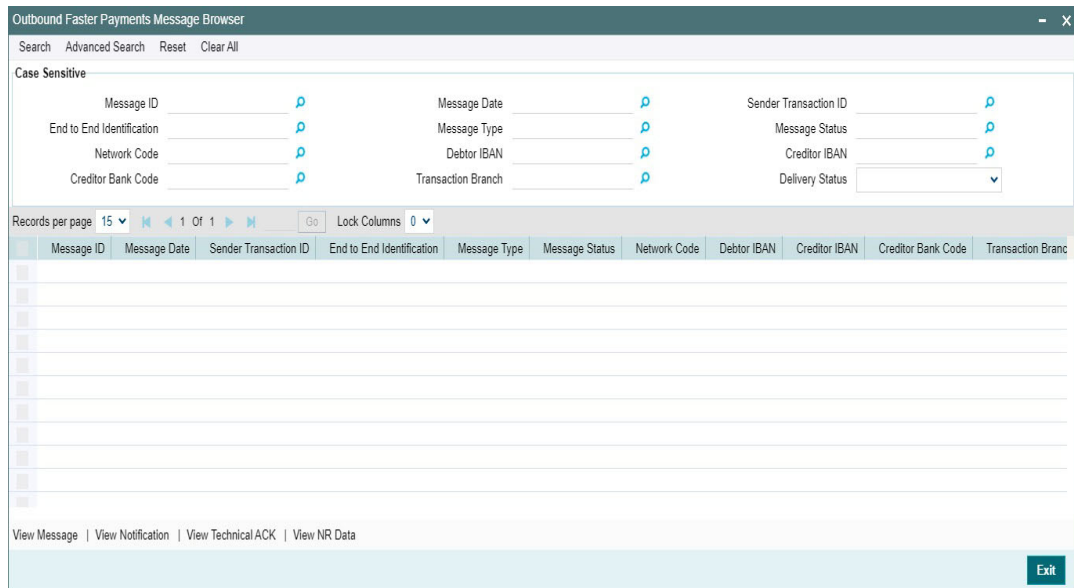 Outbound Faster Payments Message Browser - X
Search Advanced Search Reset Clear All
Case Sensitive
Message ID Message Date Sender Transaction ID
End to End Identification Message Type Message Status
Network Code Debtor IBAN Creditor IBAN
Creditor Bank Code Transaction Branch Delivery Status
Records per page 15 1 Of 1 Go Lock Columns 0
Message ID Message Date Sender Transaction ID End to End Identification Message Type Message Status Network Code Debtor IBAN Creditor IBAN Creditor Bank Code Transaction Branc
View Message | View Notification | View Technical ACK | View NR Data
Exit